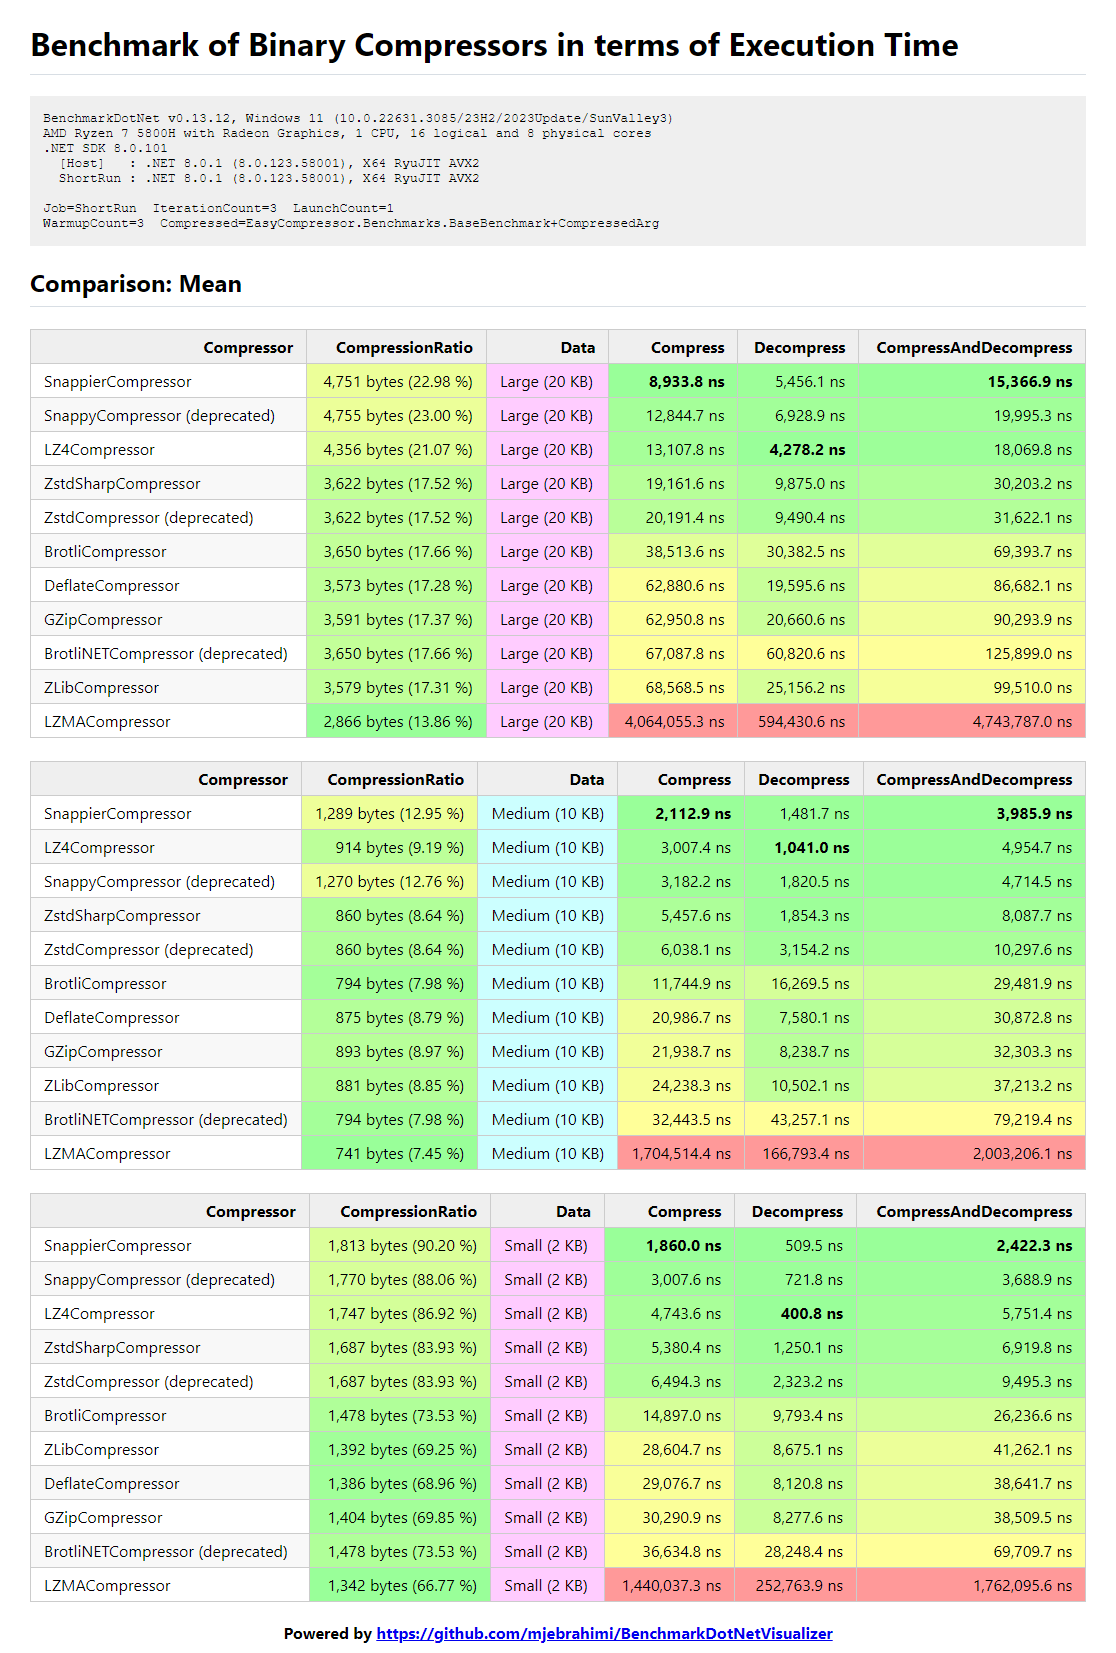 Benchmark of Binary Compressors in terms of Execution Time
BenchmarkDotNet v0.13.12, Windows 11 (10.0.22631.3085/23H2/2023Update/SunValley3)
AMD Ryzen 7 5800H with Radeon Graphics, 1 CPU, 16 logical and 8 physical cores
.NET SDK 8.0.101
[Host]   : .NET 8.0.1 (8.0.123.58001), X64 RyuJIT AVX2
ShortRun : .NET 8.0.1 (8.0.123.58001), X64 RyuJIT AVX2
Job=ShortRun  IterationCount=3  LaunchCount=1
WarmupCount=3  Compressed=EasyCompressor.Benchmarks.BaseBenchmark+CompressedArg
Comparison: Mean
Compressor CompressionRatio Data Compress Decompress CompressAndDecompress
SnappierCompressor 4,751 bytes (22.98 %) Large (20 KB) 8,933.8 ns 5,456.1 ns 15,366.9 ns
SnappyCompressor (deprecated) 4,755 bytes (23.00 %) Large (20 KB) 12,844.7 ns 6,928.9 ns 19,995.3 ns
LZ4Compressor 4,356 bytes (21.07 %) Large (20 KB) 13,107.8 ns 4,278.2 ns 18,069.8 ns
ZstdSharpCompressor 3,622 bytes (17.52 %) Large (20 KB) 19,161.6 ns 9,875.0 ns 30,203.2 ns
ZstdCompressor (deprecated) 3,622 bytes (17.52 %) Large (20 KB) 20,191.4 ns 9,490.4 ns 31,622.1 ns
BrotliCompressor 3,650 bytes (17.66 %) Large (20 KB) 38,513.6 ns 30,382.5 ns 69,393.7 ns
DeflateCompressor 3,573 bytes (17.28 %) Large (20 KB) 62,880.6 ns 19,595.6 ns 86,682.1 ns
GZipCompressor 3,591 bytes (17.37 %) Large (20 KB) 62,950.8 ns 20,660.6 ns 90,293.9 ns
BrotliNETCompressor (deprecated) 3,650 bytes (17.66 %) Large (20 KB) 67,087.8 ns 60,820.6 ns 125,899.0 ns
ZLibCompressor 3,579 bytes (17.31 %) Large (20 KB) 68,568.5 ns 25,156.2 ns 99,510.0 ns
LZMACompressor 2,866 bytes (13.86 %) Large (20 KB) 4,064,055.3 ns 594,430.6 ns 4,743,787.0 ns
Compressor CompressionRatio Data Compress Decompress CompressAndDecompress
SnappierCompressor 1,289 bytes (12.95 %) Medium (10 KB) 2,112.9 ns 1,481.7 ns 3,985.9 ns
LZ4Compressor 914 bytes (9.19 %) Medium (10 KB) 3,007.4 ns 1,041.0 ns 4,954.7 ns
SnappyCompressor (deprecated) 1,270 bytes (12.76 %) Medium (10 KB) 3,182.2 ns 1,820.5 ns 4,714.5 ns
ZstdSharpCompressor 860 bytes (8.64 %) Medium (10 KB) 5,457.6 ns 1,854.3 ns 8,087.7 ns
ZstdCompressor (deprecated) 860 bytes (8.64 %) Medium (10 KB) 6,038.1 ns 3,154.2 ns 10,297.6 ns
BrotliCompressor 794 bytes (7.98 %) Medium (10 KB) 11,744.9 ns 16,269.5 ns 29,481.9 ns
DeflateCompressor 875 bytes (8.79 %) Medium (10 KB) 20,986.7 ns 7,580.1 ns 30,872.8 ns
GZipCompressor 893 bytes (8.97 %) Medium (10 KB) 21,938.7 ns 8,238.7 ns 32,303.3 ns
ZLibCompressor 881 bytes (8.85 %) Medium (10 KB) 24,238.3 ns 10,502.1 ns 37,213.2 ns
BrotliNETCompressor (deprecated) 794 bytes (7.98 %) Medium (10 KB) 32,443.5 ns 43,257.1 ns 79,219.4 ns
LZMACompressor 741 bytes (7.45 %) Medium (10 KB) 1,704,514.4 ns 166,793.4 ns 2,003,206.1 ns
Compressor CompressionRatio Data Compress Decompress CompressAndDecompress
SnappierCompressor 1,813 bytes (90.20 %) Small (2 KB) 1,860.0 ns 509.5 ns 2,422.3 ns
SnappyCompressor (deprecated) 1,770 bytes (88.06 %) Small (2 KB) 3,007.6 ns 721.8 ns 3,688.9 ns
LZ4Compressor 1,747 bytes (86.92 %) Small (2 KB) 4,743.6 ns 400.8 ns 5,751.4 ns
ZstdSharpCompressor 1,687 bytes (83.93 %) Small (2 KB) 5,380.4 ns 1,250.1 ns 6,919.8 ns
ZstdCompressor (deprecated) 1,687 bytes (83.93 %) Small (2 KB) 6,494.3 ns 2,323.2 ns 9,495.3 ns
BrotliCompressor 1,478 bytes (73.53 %) Small (2 KB) 14,897.0 ns 9,793.4 ns 26,236.6 ns
ZLibCompressor 1,392 bytes (69.25 %) Small (2 KB) 28,604.7 ns 8,675.1 ns 41,262.1 ns
DeflateCompressor 1,386 bytes (68.96 %) Small (2 KB) 29,076.7 ns 8,120.8 ns 38,641.7 ns
GZipCompressor 1,404 bytes (69.85 %) Small (2 KB) 30,290.9 ns 8,277.6 ns 38,509.5 ns
BrotliNETCompressor (deprecated) 1,478 bytes (73.53 %) Small (2 KB) 36,634.8 ns 28,248.4 ns 69,709.7 ns
LZMACompressor 1,342 bytes (66.77 %) Small (2 KB) 1,440,037.3 ns 252,763.9 ns 1,762,095.6 ns
Powered by https://github.com/mjebrahimi/BenchmarkDotNetVisualizer